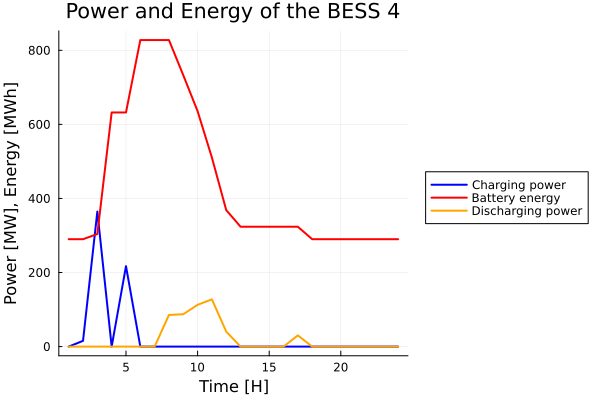 Power and Energy of the BESS 4
Power [MW], Energy [MWh]
800
600
400
200
0
5
10
15
20
Time [H]
Charging power
Battery energy
Discharging power